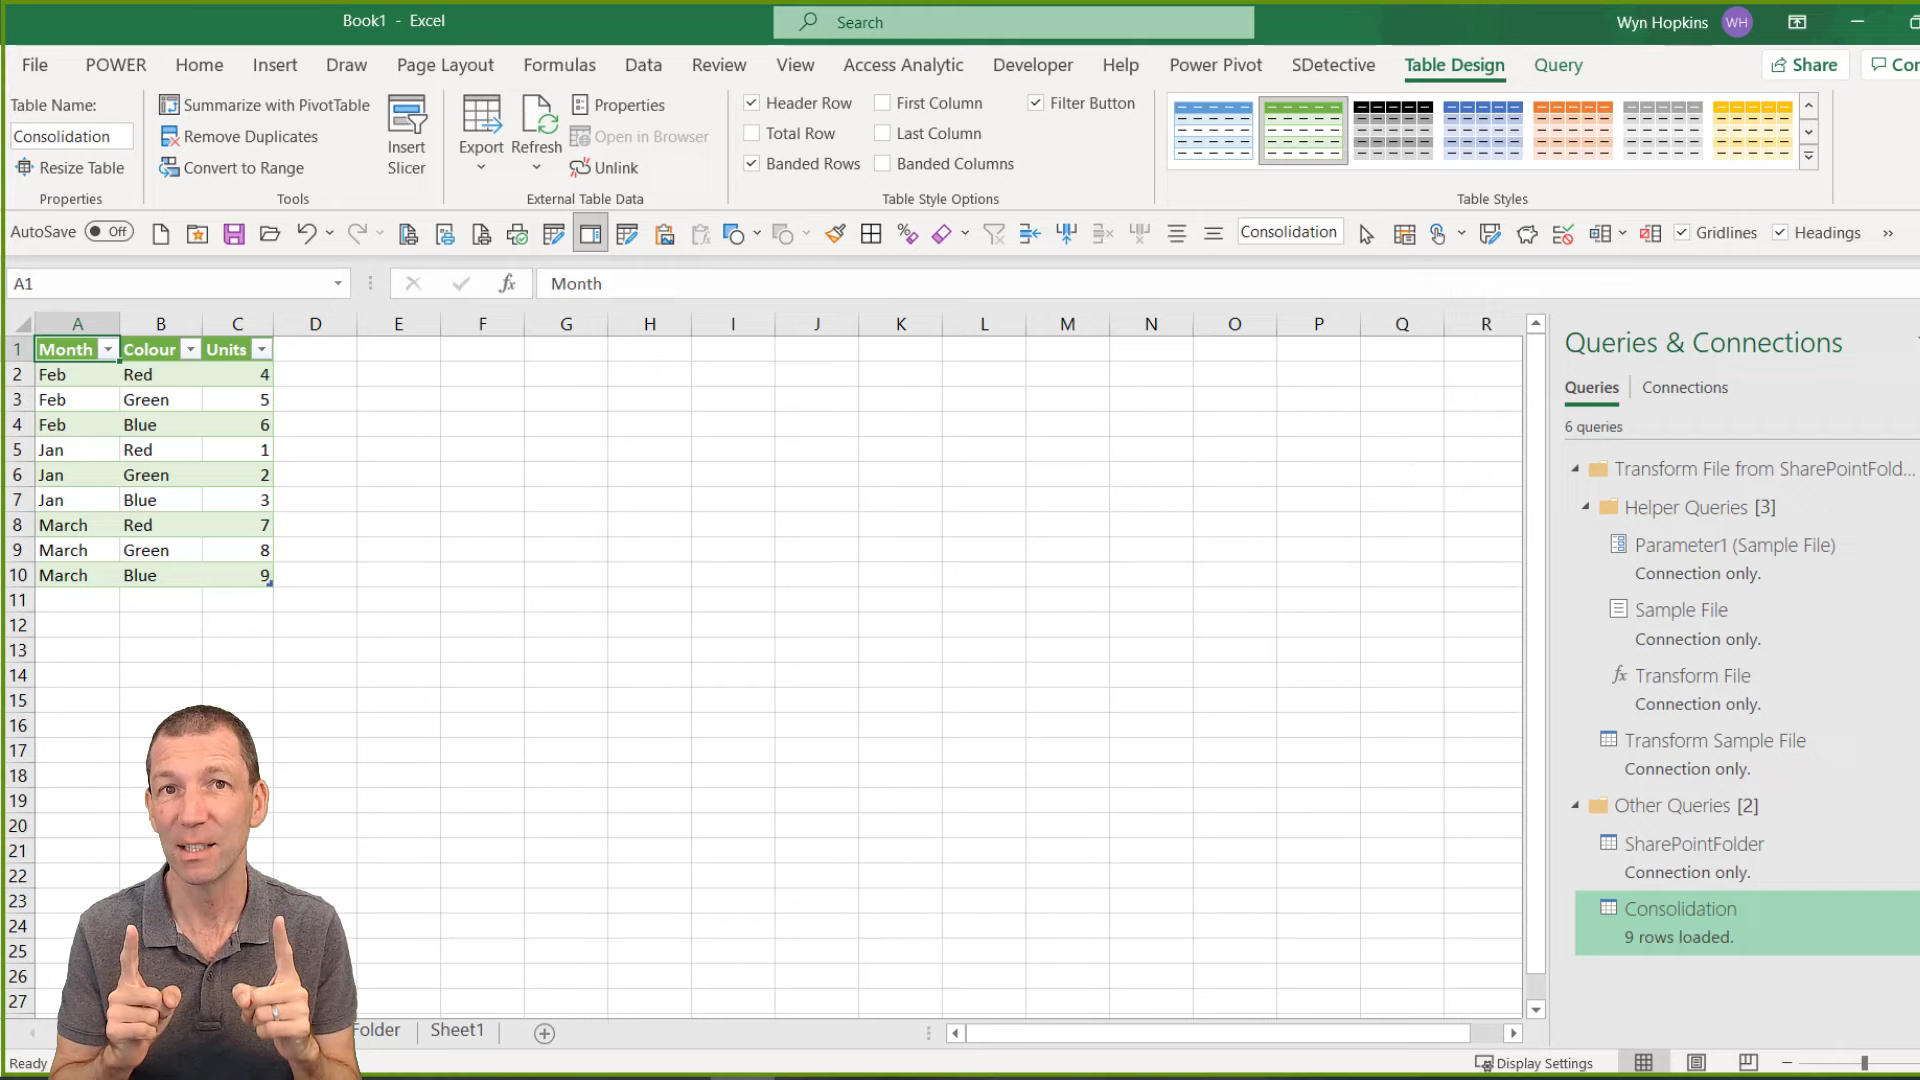 Book1 - Excel
Search
Wyn Hopkins WH
File POWER Home Insert Draw Page Layout Formulas Data Review View Access Analytic Developer Help Power Pivot SDetective Table Design Query Share Co
Table Name:
Consolidation
Resize Table
Properties
Summarize with PivotTable
Remove Duplicates
Convert to Range
Tools
Insert
Slicer
Export
Refresh
Properties
Open in Browser
Unlink
External Table Data
Header Row First Column Filter Button
Total Row Last Column
Banded Rows Banded Columns
Table Style Options
Table Styles
AutoSave Off Consolidation Gridlines Headings »
A1 fx Month
A B C D E F G H I J K L M N O P Q R
1 Month Colour Units
2 Feb Red 4
3 Feb Green 5
4 Feb Blue 6
5 Jan Red 1
6 Jan Green 2
7 Jan Blue 3
8 March Red 7
9 March Green 8
10 March Blue 9
11
12
13
14
15
16
17
18
19
20
21
22
23
24
25
26
27
Queries & Connections
Queries Connections
6 queries
Transform File from SharePointFold...
Helper Queries [3]
Parameter1 (Sample File)
Connection only.
Sample File
Connection only.
fx Transform File
Connection only.
Transform Sample File
Connection only.
Other Queries [2]
SharePointFolder
Connection only.
Consolidation
9 rows loaded.
Folder Sheet1
Ready Display Settings